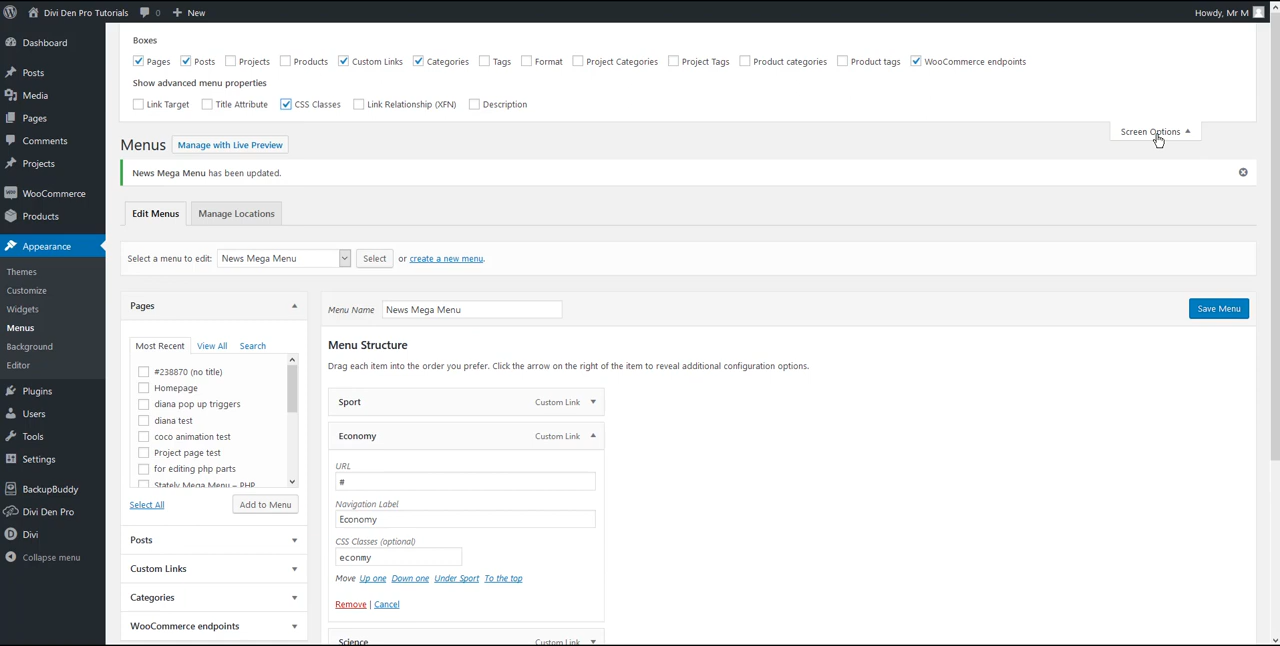 Divi Den Pro Tutorials 0 New Howdy, Mr M
Dashboard
Posts
Media
Pages
Comments
Projects
WooCommerce
Products
Appearance
Themes
Customize
Widgets
Menus
Background
Editor
Plugins
Users
Tools
Settings
BackupBuddy
Divi Den Pro
Divi
Collapse menu
Boxes
Pages Posts Projects Products Custom Links Categories Tags Format Project Categories Project Tags Product categories Product tags WooCommerce endpoints
Show advanced menu properties
Link Target Title Attribute CSS Classes Link Relationship (XFN) Description
Screen Options
Menus Manage with Live Preview
News Mega Menu has been updated.
Edit Menus Manage Locations
Select a menu to edit: News Mega Menu Select or create a new menu.
Pages
Most Recent View All Search
#238870 (no title)
Homepage
diana pop up triggers
diana test
coco animation test
Project page test
for editing php parts
Stately Mega Menu – PHP
Select All Add to Menu
Posts
Custom Links
Categories
WooCommerce endpoints
Menu Name News Mega Menu Save Menu
Menu Structure
Drag each item into the order you prefer. Click the arrow on the right of the item to reveal additional configuration options.
Sport Custom Link
Economy Custom Link
URL
#
Navigation Label
Economy
CSS Classes (optional)
econmy
Move Up one Down one Under Sport To the top
Remove | Cancel
Science Custom Link